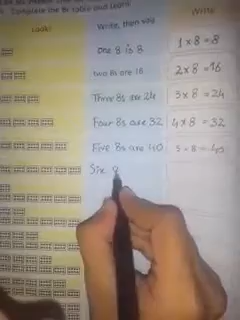 Complete the 8s table and learn
Look!
Write, then say
Write
one 8 is 8
1 x 8 = 8
two 8s are 16
2 x 8 = 16
Three 8s are 24
3 x 8 = 24
Four 8s are 32
4 x 8 = 32
Five 8s are 40
5 x 8 = 40
Six 8